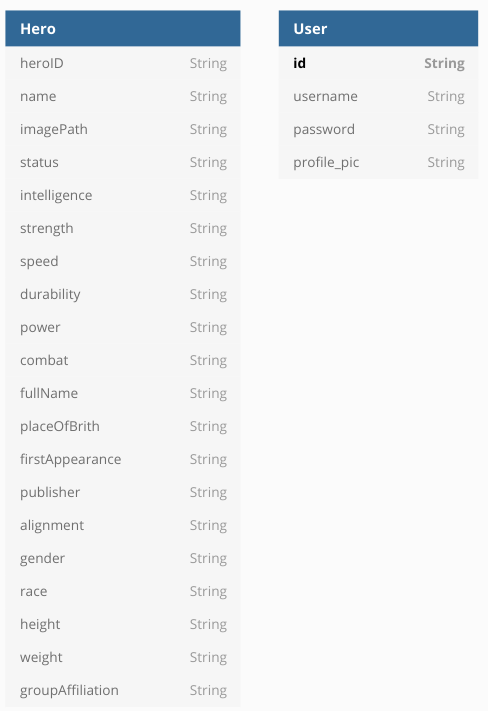 Hero
heroID String
name String
imagePath String
status String
intelligence String
strength String
speed String
durability String
power String
combat String
fullName String
placeOfBrith String
firstAppearance String
publisher String
alignment String
gender String
race String
height String
weight String
groupAffiliation String
User
id String
username String
password String
profile_pic String